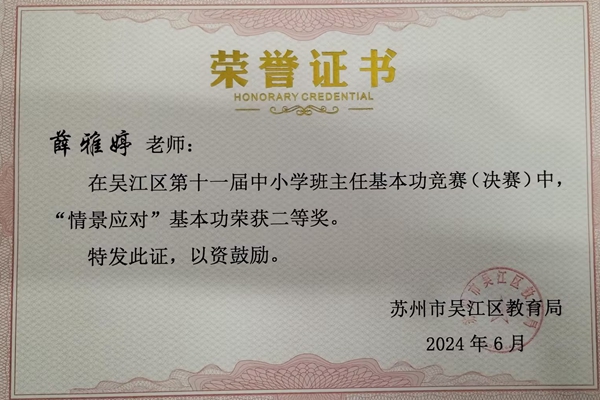 荣誉证书
HONORARY CREDENTIAL
薛雅婷 老师：
在吴江区第十一届中小学班主任基本功竞赛（决赛）中，
“情景应对”基本功荣获二等奖。
特发此证，以资鼓励。
苏州市吴江区教育局
2024年6月